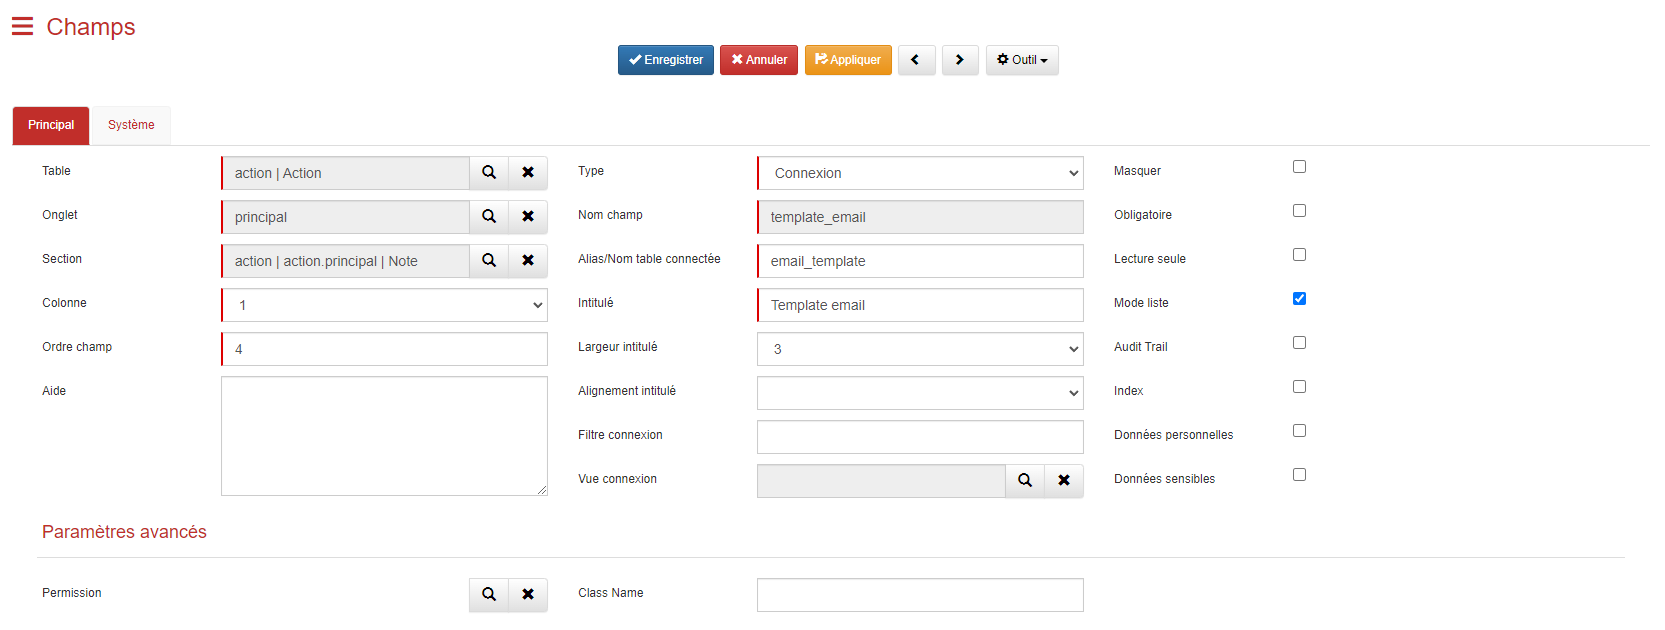 Champs
Enregistrer Annuler Appliquer Outil
Principal Système
Table action | Action Type Connexion Masquer
Onglet principal Nom champ template_email Obligatoire
Section action | action.principal | Note Alias/Nom table connectée email_template Lecture seule
Colonne 1 Intitulé Template email Mode liste
Ordre champ 4 Largeur intitulé 3 Audit Trail
Aide Alignement intitulé Index
Filtre connexion Données personnelles
Vue connexion Données sensibles
Paramètres avancés
Permission Class Name